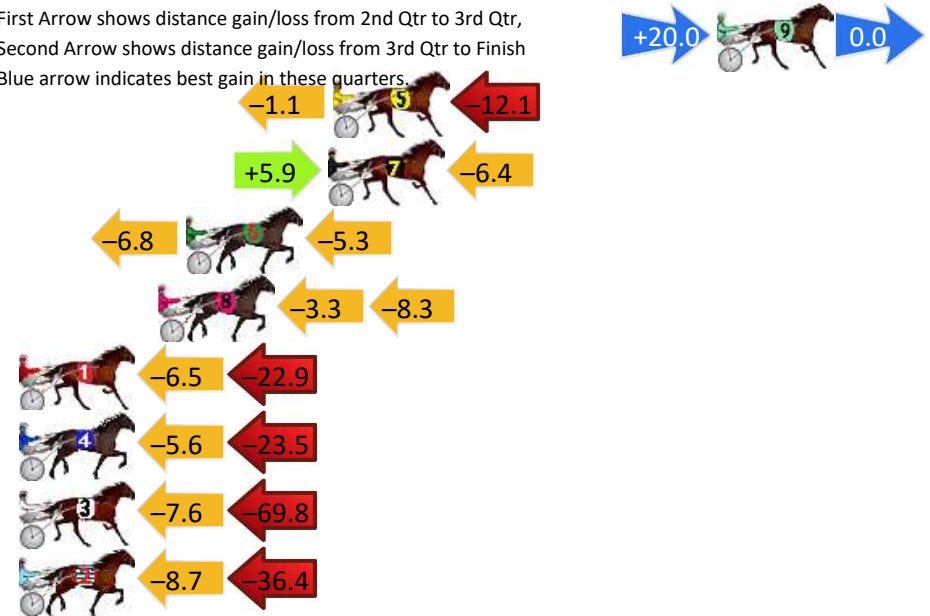 First Arrow shows distance gain/loss from 2nd Qtr to 3rd Qtr,
Second Arrow shows distance gain/loss from 3rd Qtr to Finish
Blue arrow indicates best gain in these quarters.
+20.0 9 0.0
–1.1 5 –12.1
+5.9 7 –6.4
–6.8 6 –5.3
8 –3.3 –8.3
1 –6.5 –22.9
4 –5.6 –23.5
3 –7.6 –69.8
2 –8.7 –36.4